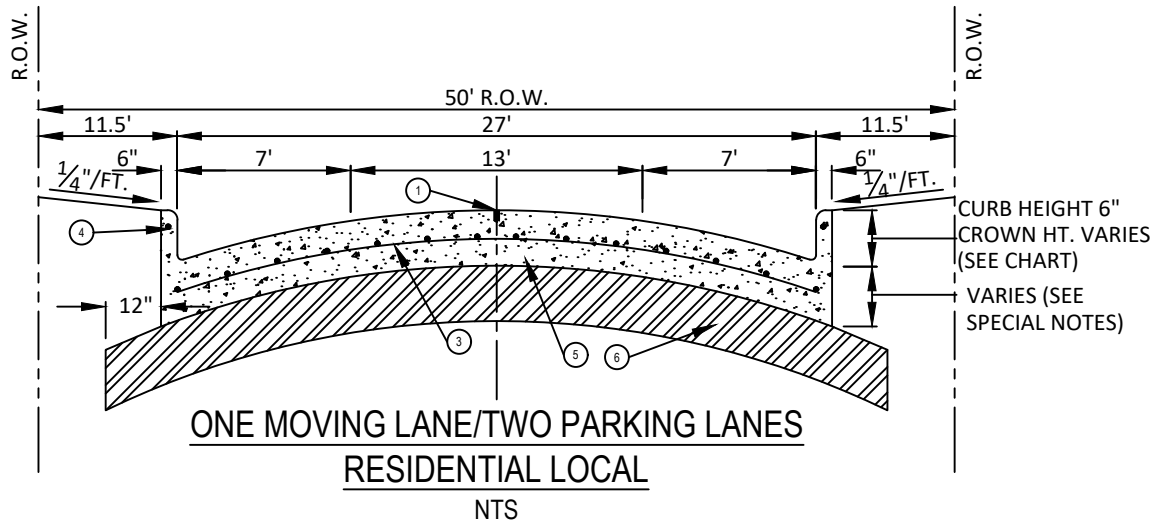 R.O.W.
R.O.W.
50' R.O.W.
11.5'
27'
11.5'
6"
7'
13'
7'
6"
1/4"/FT.
1/4"/FT.
1
4
CURB HEIGHT 6"
CROWN HT. VARIES
(SEE CHART)
12"
VARIES (SEE
SPECIAL NOTES)
3
5
6
ONE MOVING LANE/TWO PARKING LANES
RESIDENTIAL LOCAL
NTS